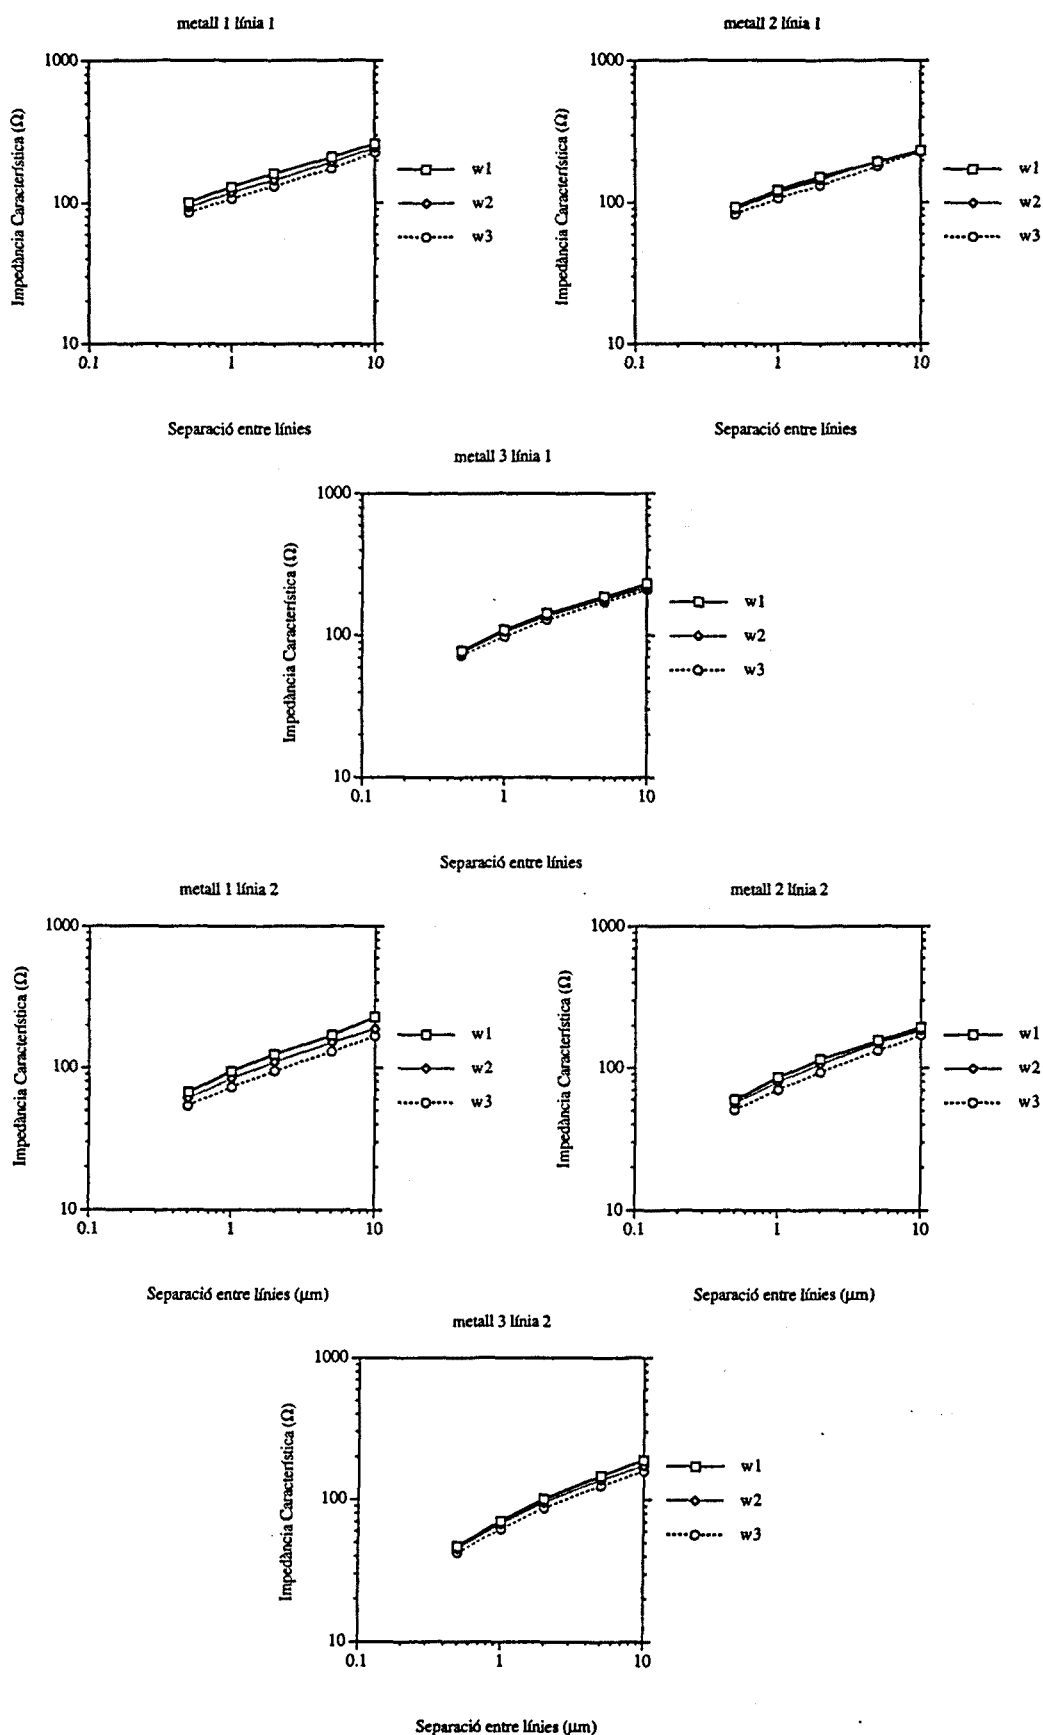 metall 1 línia 1
Impedància Característica (Ω)
1000
100
10
0.1
1
10
w1
w2
w3
Separació entre línies
metall 2 línia 1
Impedància Característica (Ω)
1000
100
10
0.1
1
10
w1
w2
w3
Separació entre línies
metall 3 línia 1
Impedància Característica (Ω)
1000
100
10
0.1
1
10
w1
w2
w3
Separació entre línies
metall 1 línia 2
Impedància Característica (Ω)
1000
100
10
0.1
1
10
w1
w2
w3
Separació entre línies (µm)
metall 2 línia 2
Impedància Característica (Ω)
1000
100
10
0.1
1
10
w1
w2
w3
Separació entre línies (µm)
metall 3 línia 2
Impedància Característica (Ω)
1000
100
10
0.1
1
10
w1
w2
w3
Separació entre línies (µm)